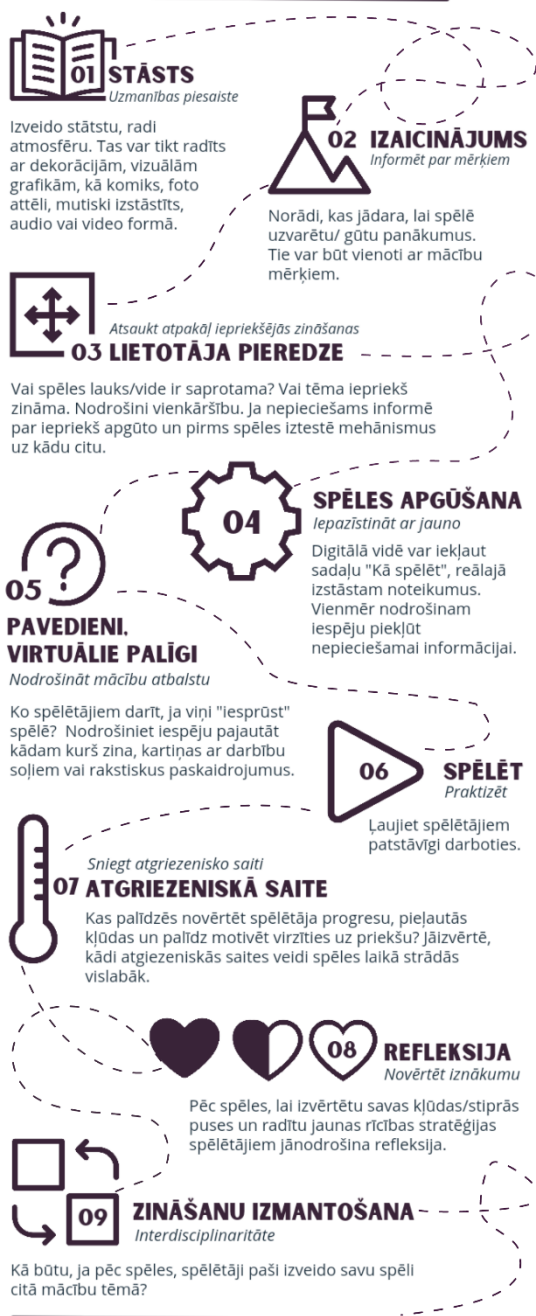 01 STĀSTS
Uzmanības piesaiste
Izveido stātstu, radi
atmosfēru. Tas var tikt radīts
ar dekorācijām, vizuālām
grafikām, kā komiks, foto
attēli, mutiski izstāstīts,
audio vai video formā.
02 IZAICINĀJUMS
Informēt par mērķiem
Norādi, kas jādara, lai spēlē
uzvarētu/ gūtu panākumus.
Tie var būt vienoti ar mācību
mērķiem.
Atsaukt atpakaļ iepriekšējās zināšanas
03 LIETOTĀJA PIEREDZE
Vai spēles lauks/vide ir saprotama? Vai tēma iepriekš
zināma. Nodrošini vienkāršību. Ja nepieciešams informē
par iepriekš apgūto un pirms spēles iztestē mehānismus
uz kādu citu.
04
SPĒLES APGŪŠANA
Iepazīstināt ar jauno
Digitālā vidē var iekļaut
sadaļu "Kā spēlēt", reālajā
izstāstam noteikumus.
Vienmēr nodrošinam
iespēju piekļūt
nepieciešamai informācijai.
05
PAVEDIENI,
VIRTUĀLIE PALĪGI
Nodrošināt mācību atbalstu
Ko spēlētājiem darīt, ja viņi "iesprūst"
spēlē? Nodrošiniet iespēju pajautāt
kādam kurš zina, kartiņas ar darbību
soļiem vai rakstiskus paskaidrojumus.
06 SPĒLĒT
Praktizēt
Ļaujiet spēlētājiem
patstāvīgi darboties.
Sniegt atgriezenisko saiti
07 ATGRIEZENISKĀ SAITE
Kas palīdzēs novērtēt spēlētāja progresu, pieļautās
kļūdas un palīdz motivēt virzīties uz priekšu? Jāizvērtē,
kādi atgiezeniskās saites veidi spēles laikā strādās
vislabāk.
08 REFLEKSIJA
Novērtēt iznākumu
Pēc spēles, lai izvērtētu savas kļūdas/stiprās
puses un radītu jaunas rīcības stratēģijas
spēlētājiem jānodrošina refleksija.
09 ZINĀŠANU IZMANTOŠANA
Interdisciplinaritāte
Kā būtu, ja pēc spēles, spēlētāji paši izveido savu spēli
citā mācību tēmā?